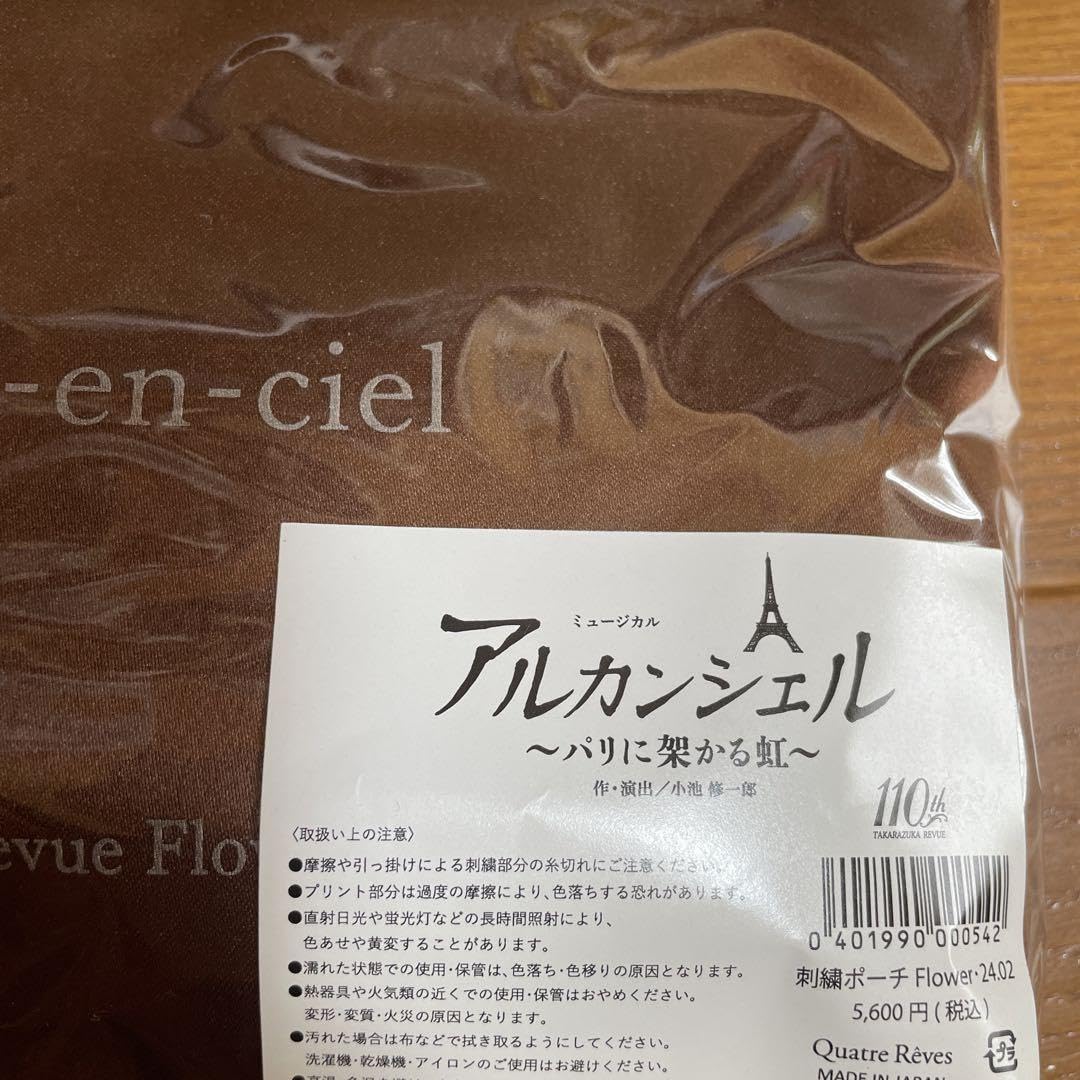 -en-ciel
ミュージカル
アルカンシェル
～パリに架かる虹～
作・演出／小池 修一郎
110th
TAKARAZUKA REVUE
evue Flow
〈取扱い上の注意〉
●摩擦や引っ掛けによる刺繍部分の糸切れにご注意ください。
●プリント部分は過度の摩擦により、色落ちする恐れがあります。
●直射日光や蛍光灯などの長時間照射により、
色あせや黄変することがあります。
●濡れた状態での使用・保管は、色落ち・色移りの原因となります。
●熱器具や火気類の近くでの使用・保管はおやめください。
変形・変質・火災の原因となります。
●汚れた場合は布などで拭き取るようにしてください。
洗濯機・乾燥機・アイロンのご使用はお避けください。
0 401990 000542
刺繍ポーチ Flower・24.02
5,600円(税込)
Quatre Rêves
プラ
MADE IN JAPAN